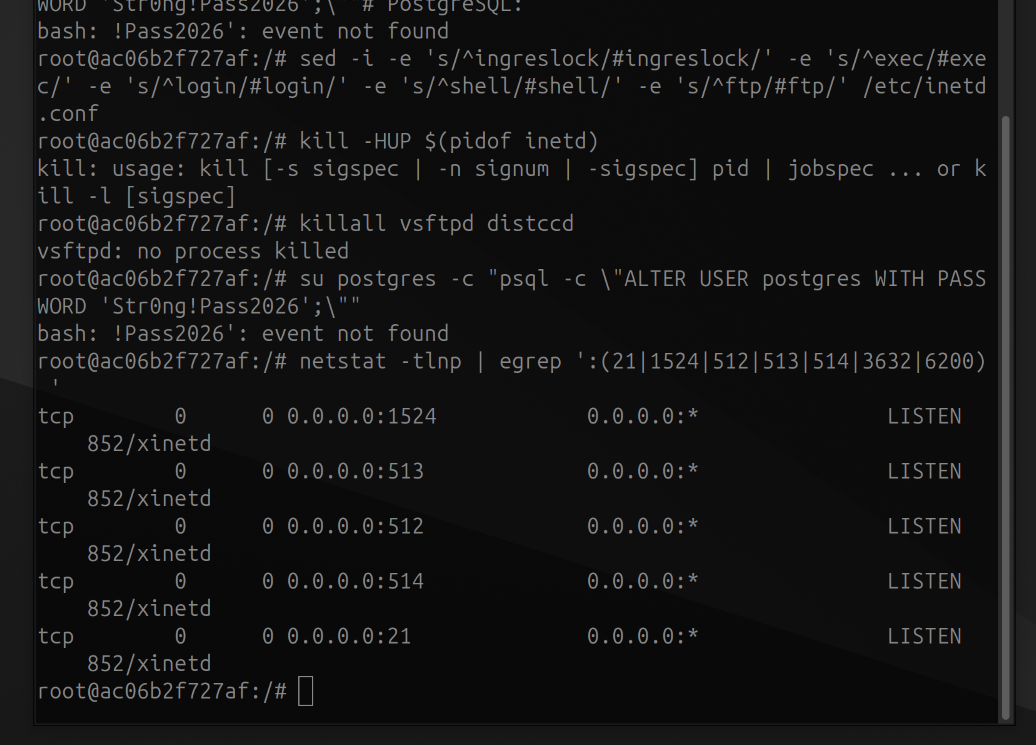 WORD 'Str0ng!Pass2026';\""# PostgreSQL:
bash: !Pass2026': event not found
root@ac06b2f727af:/# sed -i -e 's/^ingreslock/#ingreslock/' -e 's/^exec/#exe
c/' -e 's/^login/#login/' -e 's/^shell/#shell/' -e 's/^ftp/#ftp/' /etc/inetd
.conf
root@ac06b2f727af:/# kill -HUP $(pidof inetd)
kill: usage: kill [-s sigspec | -n signum | -sigspec] pid | jobspec ... or k
ill -l [sigspec]
root@ac06b2f727af:/# killall vsftpd distccd
vsftpd: no process killed
root@ac06b2f727af:/# su postgres -c "psql -c \"ALTER USER postgres WITH PASS
WORD 'Str0ng!Pass2026';\""
bash: !Pass2026': event not found
root@ac06b2f727af:/# netstat -tlnp | egrep ':(21|1524|512|513|514|3632|6200)
'
tcp 0 0 0.0.0.0:1524 0.0.0.0:* LISTEN
852/xinetd
tcp 0 0 0.0.0.0:513 0.0.0.0:* LISTEN
852/xinetd
tcp 0 0 0.0.0.0:512 0.0.0.0:* LISTEN
852/xinetd
tcp 0 0 0.0.0.0:514 0.0.0.0:* LISTEN
852/xinetd
tcp 0 0 0.0.0.0:21 0.0.0.0:* LISTEN
852/xinetd
root@ac06b2f727af:/#